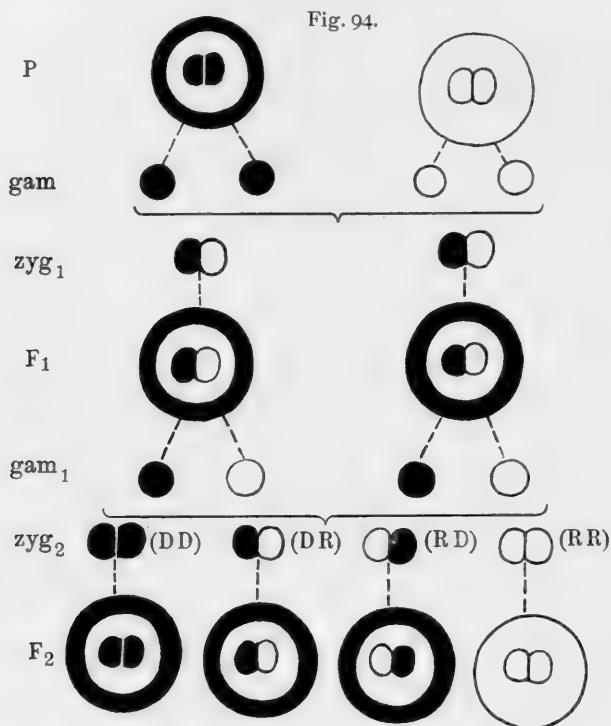 Fig. 94.
P
gam
zyg₁
F₁
gam₁
zyg₂ (DD) (DR) (RD) (RR)
F₂